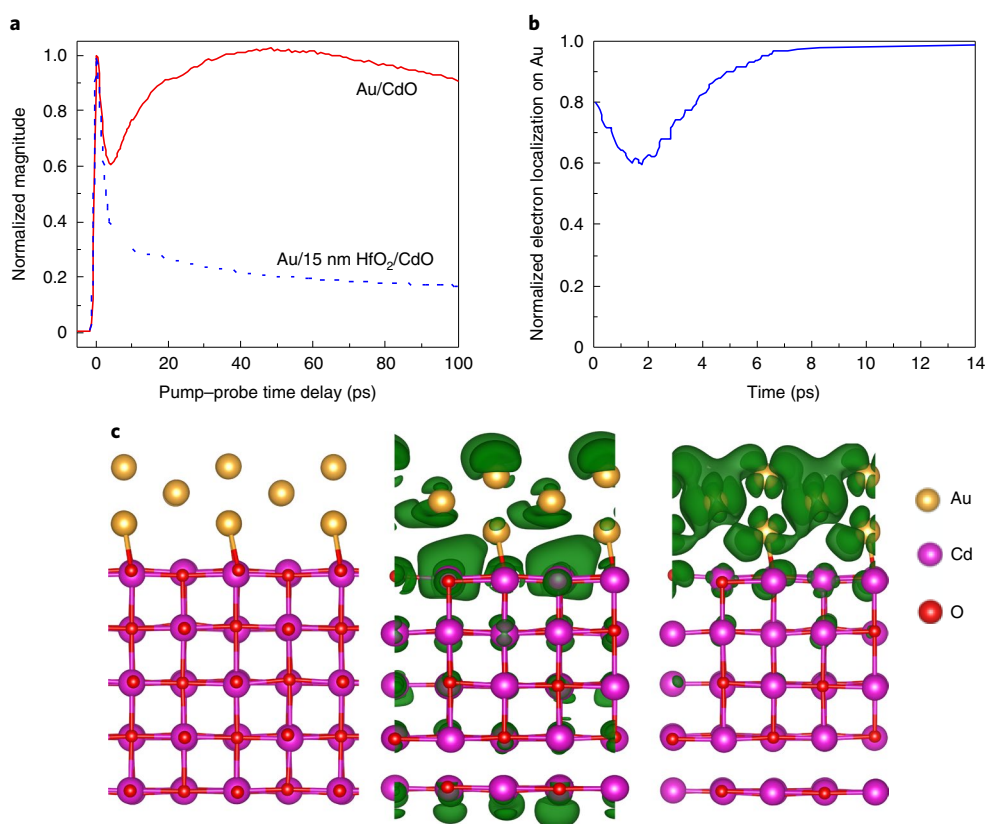 a
Normalized magnitude
1.0
0.8
0.6
0.4
0.2
0
Au/CdO
Au/15 nm HfO₂/CdO
0
20
40
60
80
100
Pump–probe time delay (ps)
b
Normalized electron localization on Au
1.0
0.8
0.6
0.4
0.2
0
0
2
4
6
8
10
12
14
Time (ps)
c
Au
Cd
O